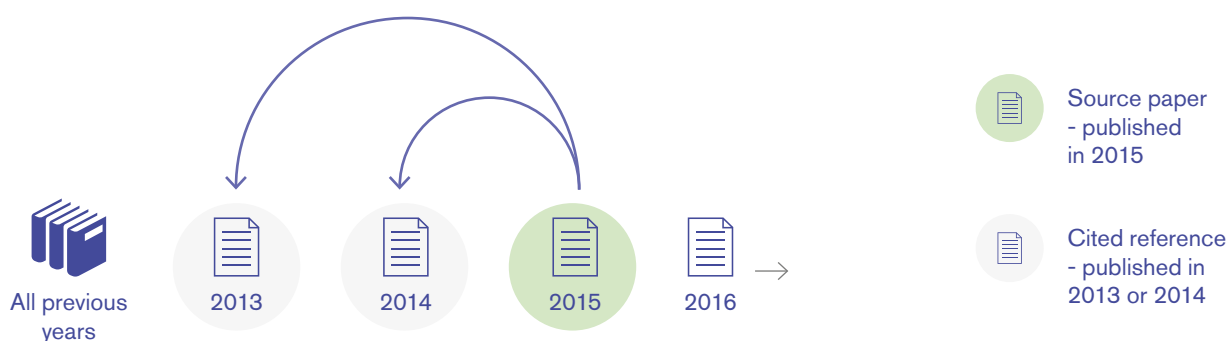 All previous
years
2013
2014
2015
2016
Source paper
- published
in 2015
Cited reference
- published in
2013 or 2014